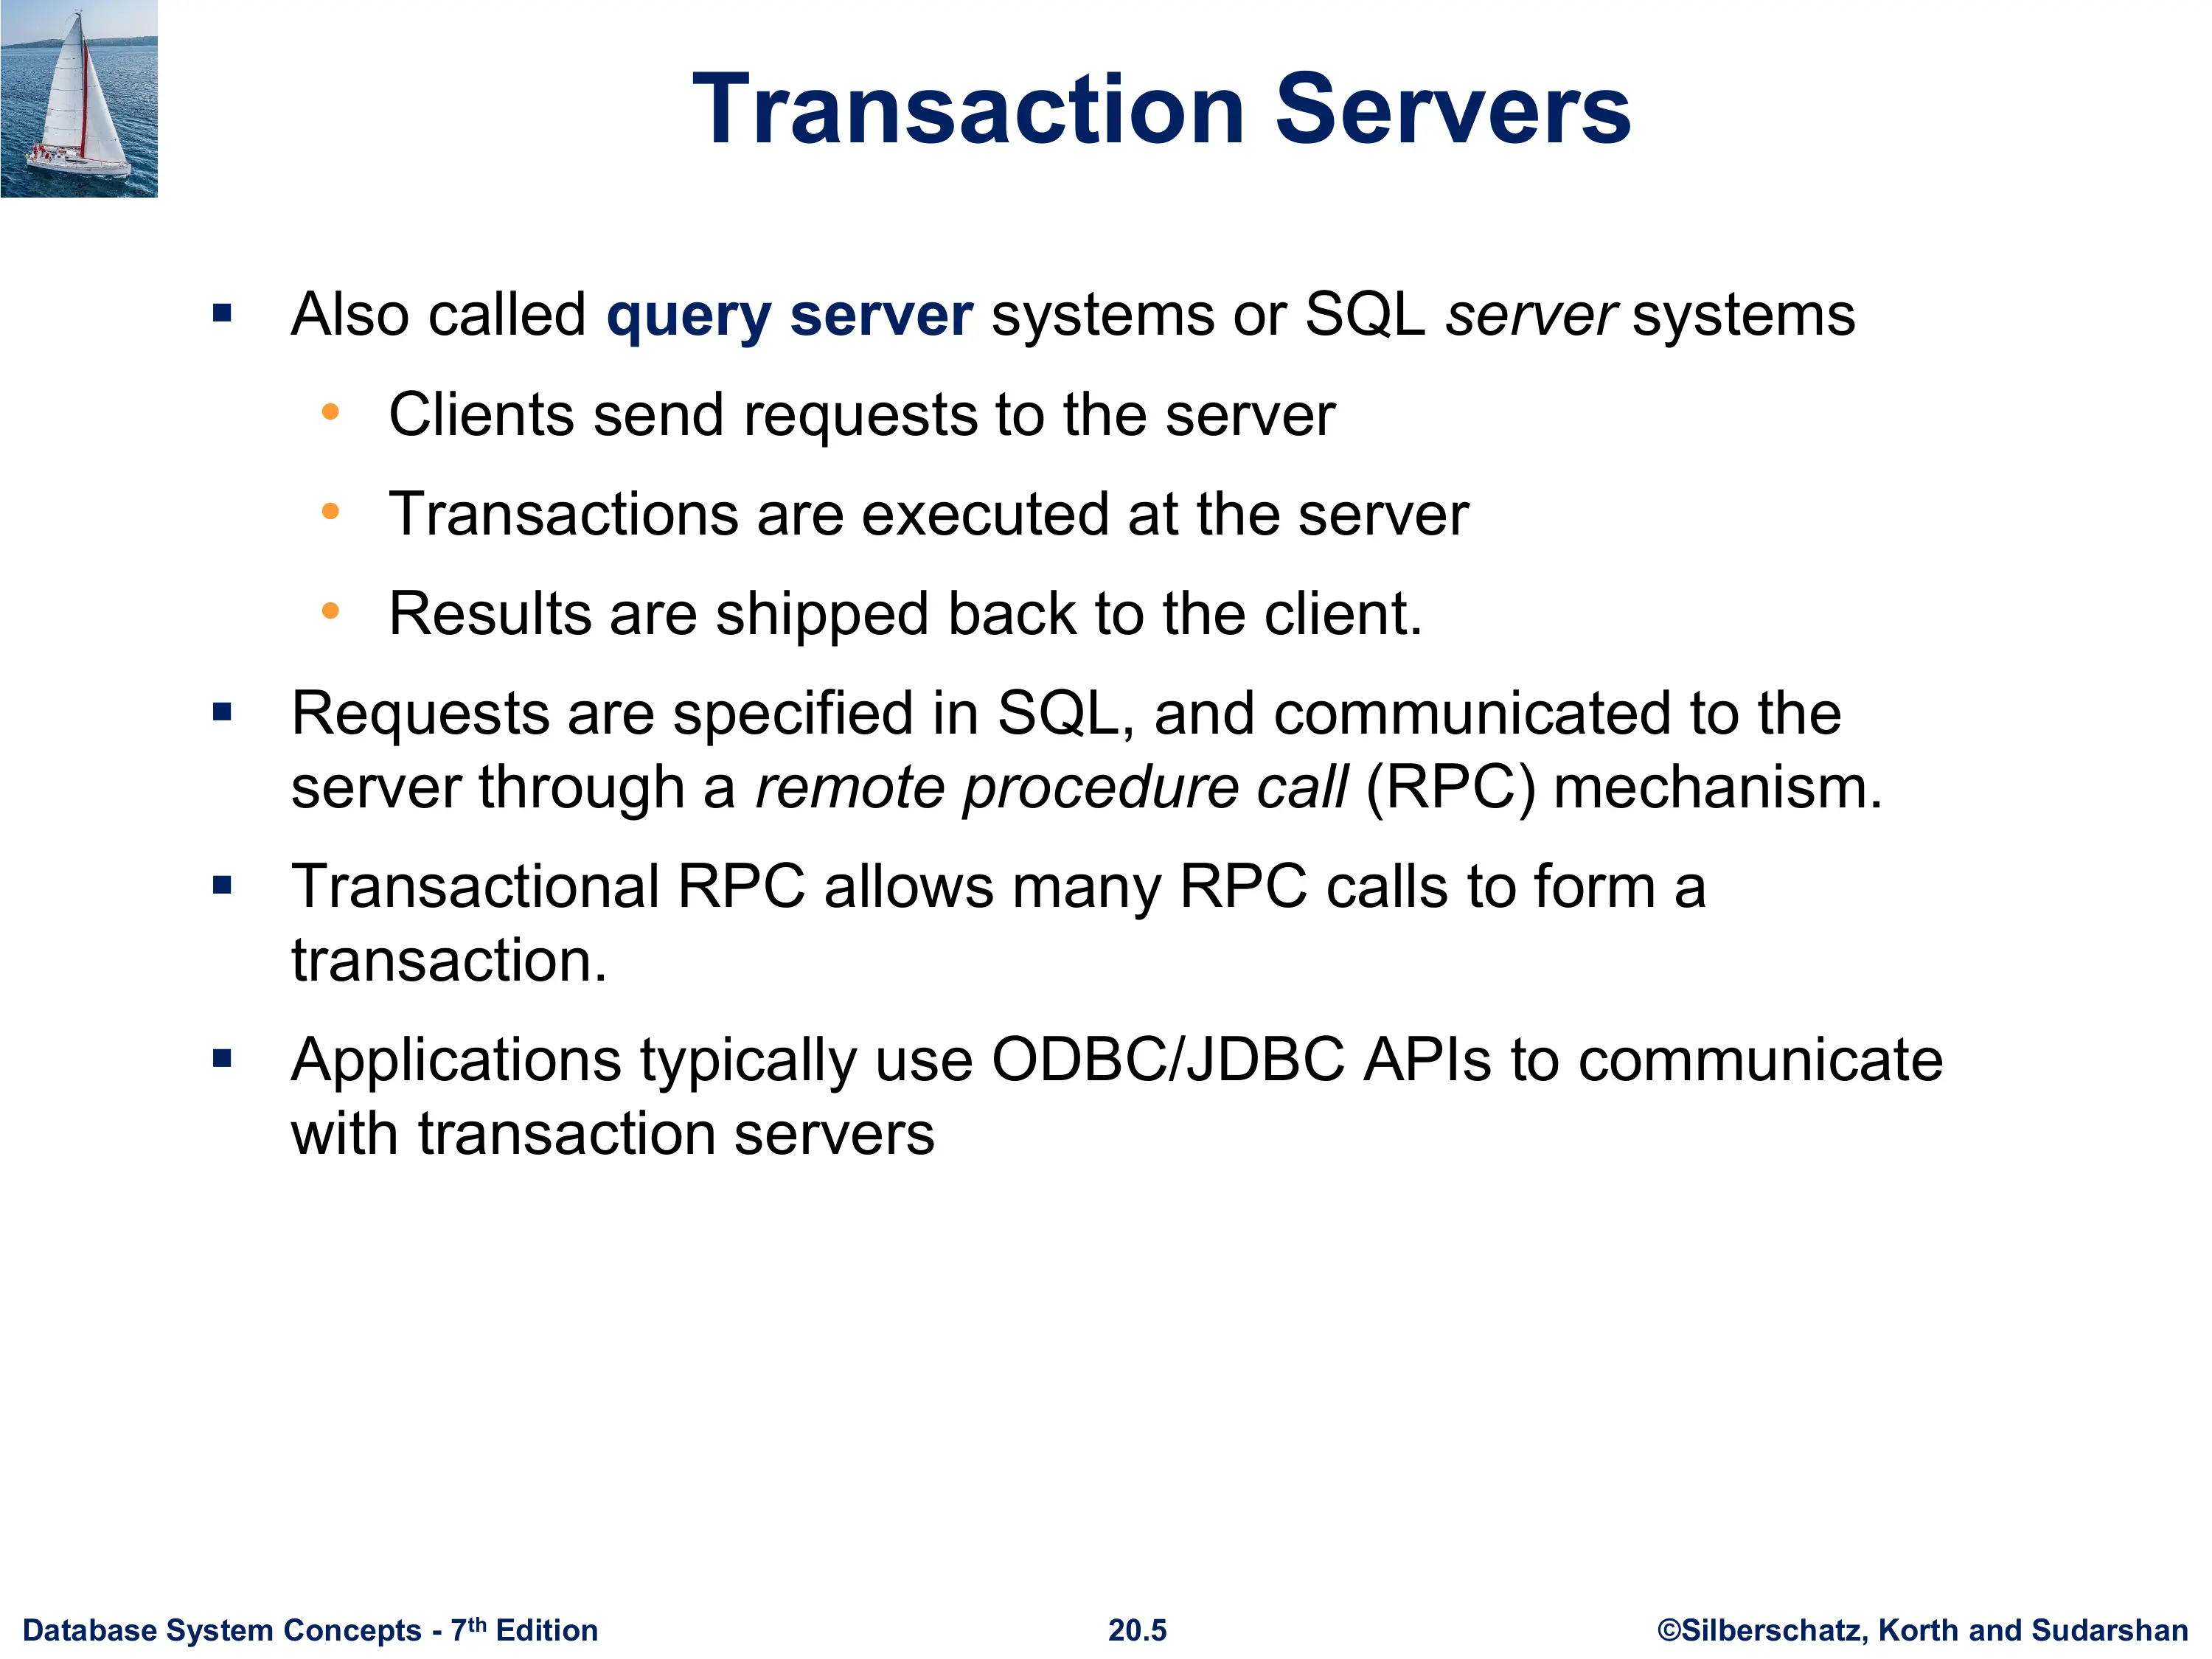 Transaction Servers
▪ Also called query server systems or SQL server systems
• Clients send requests to the server
• Transactions are executed at the server
• Results are shipped back to the client.
▪ Requests are specified in SQL, and communicated to the
server through a remote procedure call (RPC) mechanism.
▪ Transactional RPC allows many RPC calls to form a
transaction.
▪ Applications typically use ODBC/JDBC APIs to communicate
with transaction servers
Database System Concepts - 7th Edition
20.5
©Silberschatz, Korth and Sudarshan